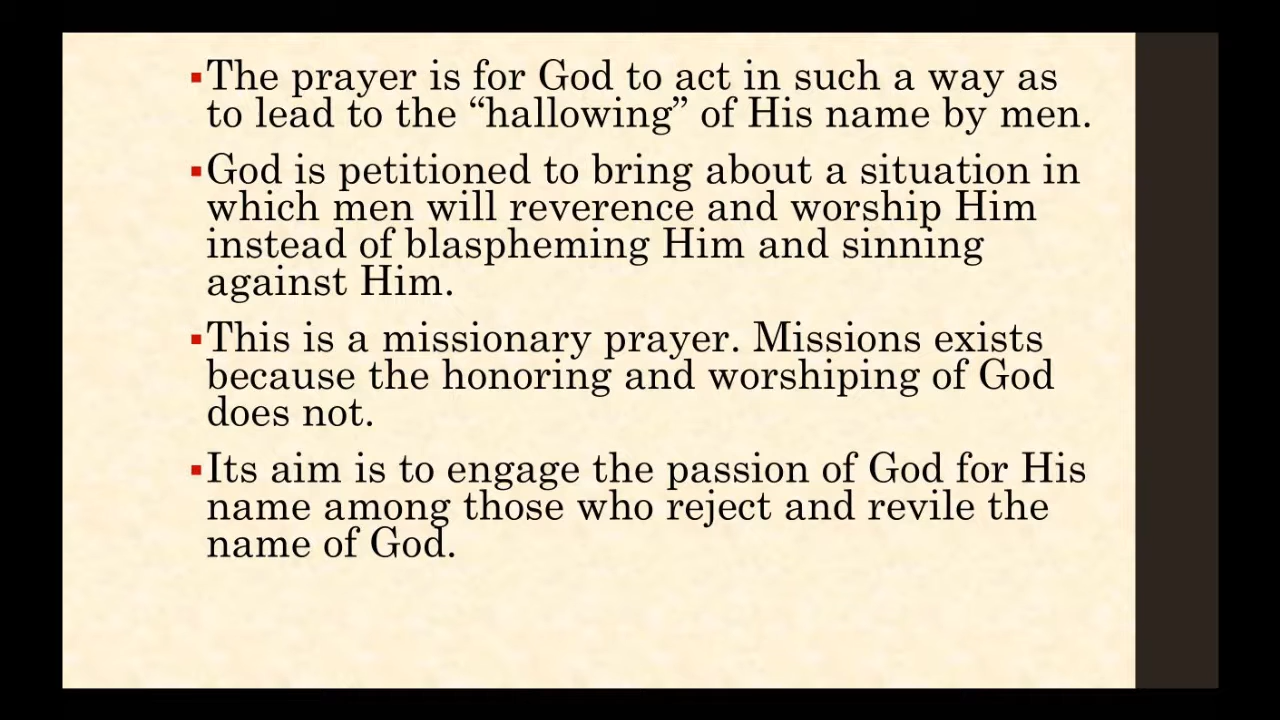 ▪The prayer is for God to act in such a way as
to lead to the “hallowing” of His name by men.
▪God is petitioned to bring about a situation in
which men will reverence and worship Him
instead of blaspheming Him and sinning
against Him.
▪This is a missionary prayer. Missions exists
because the honoring and worshiping of God
does not.
▪Its aim is to engage the passion of God for His
name among those who reject and revile the
name of God.